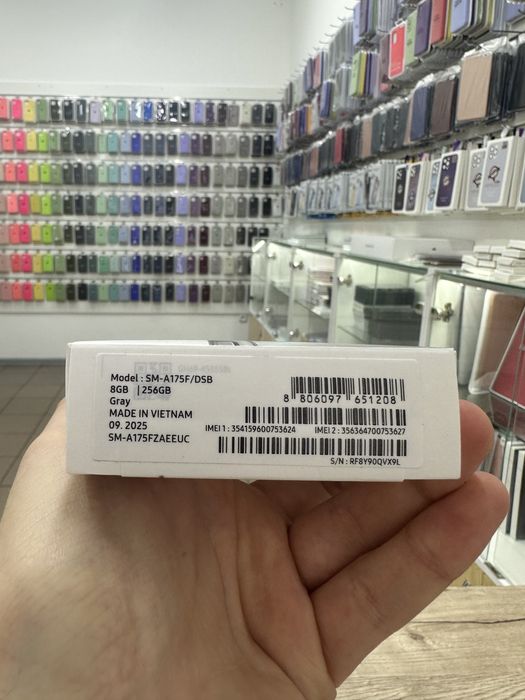 Model : SM-A175F/DSB
8GB | 256GB
Gray
MADE IN VIETNAM
09. 2025
SM-A175FZAEEUC
8 806097 651208
IMEI 1 : 354159600753624 IMEI 2 : 356364700753627
S/N : RF8Y90QVX9L